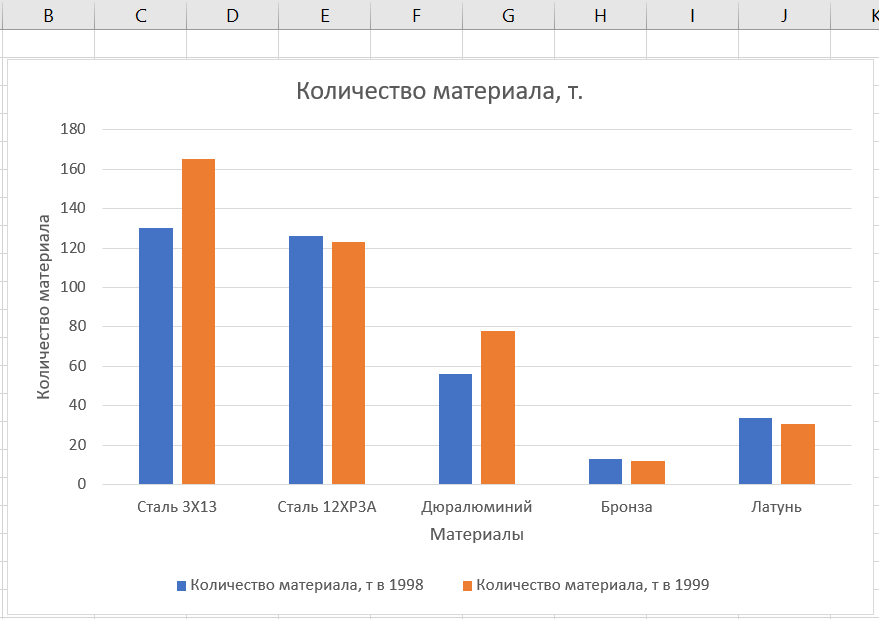 B C D E F G H I J K
Количество материала, т.
180
160
140
120
100
80
60
40
20
0
Количество материала
Сталь 3Х13 Сталь 12ХР3А Дюралюминий Бронза Латунь
Материалы
Количество материала, т в 1998 Количество материала, т в 1999